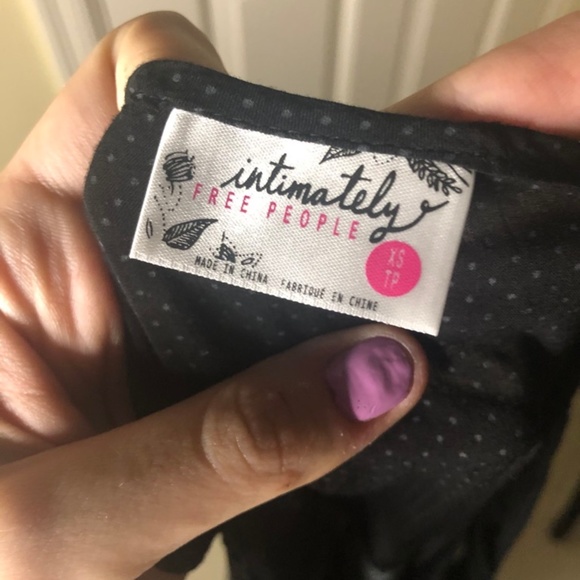 intimately
FREE PEOPLE
XS
TP
MADE IN CHINA FABRIQUÉ EN CHINE